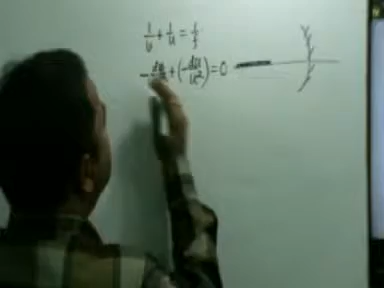 1/v + 1/u = 1/f
- dv/v² + (- du/u²) = 0